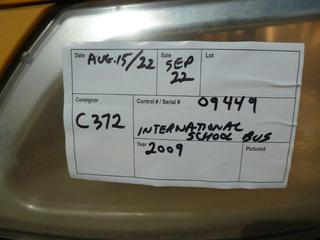 Date Sale Lot
AUG.15/22 SEP 22
Consignor Control # / Serial # 09449
C372 INTERNATIONAL SCHOOL BUS
Year Pictured
2009